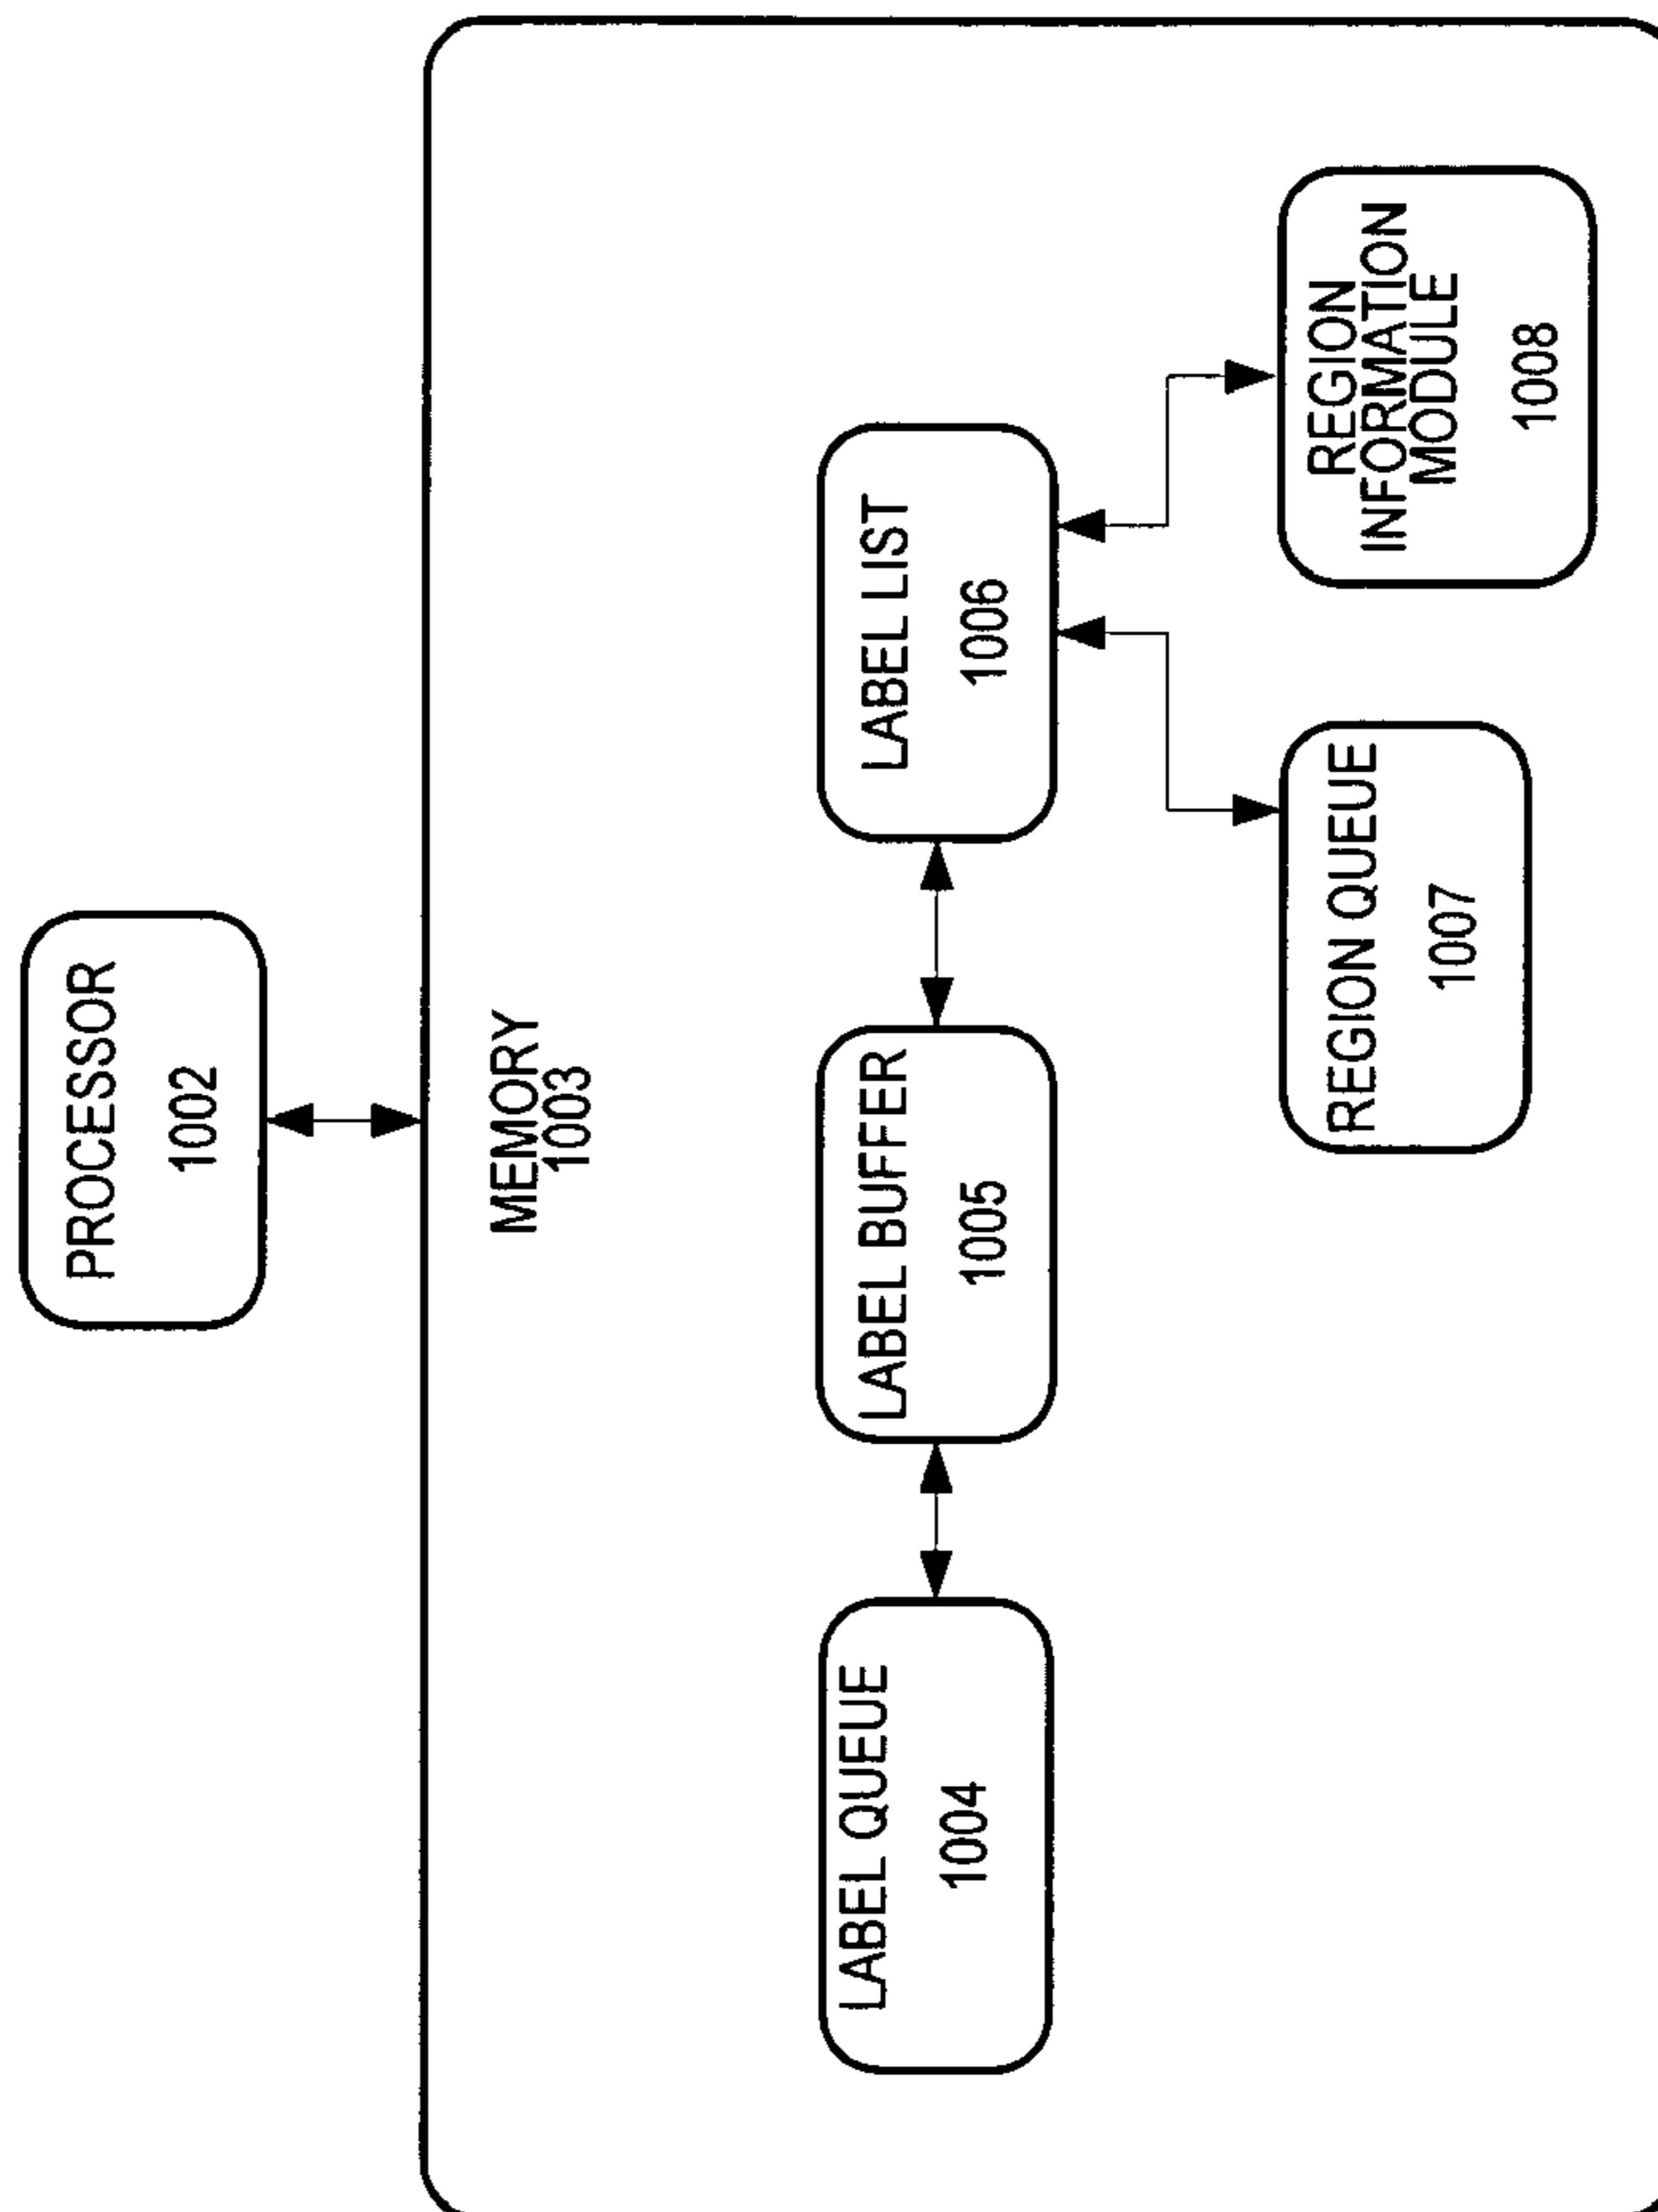 PROCESSOR
1002
MEMORY
1003
LABEL QUEUE
1004
LABEL BUFFER
1005
LABEL LIST
1006
REGION QUEUE
1007
REGION
INFORMATION
MODULE
1008